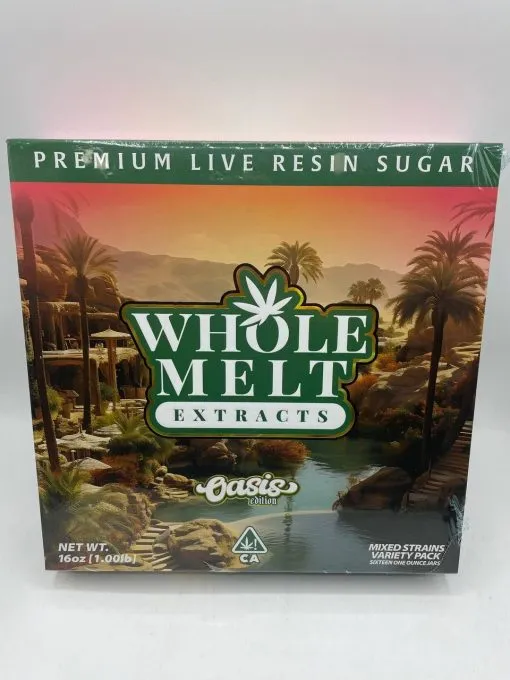 PREMIUM LIVE RESIN SUGAR
WHOLE
MELT
EXTRACTS
Oasis
edition
NET WT.
16oz [1.00lb]
CA
MIXED STRAINS
VARIETY PACK
SIXTEEN ONE OUNCE JARS